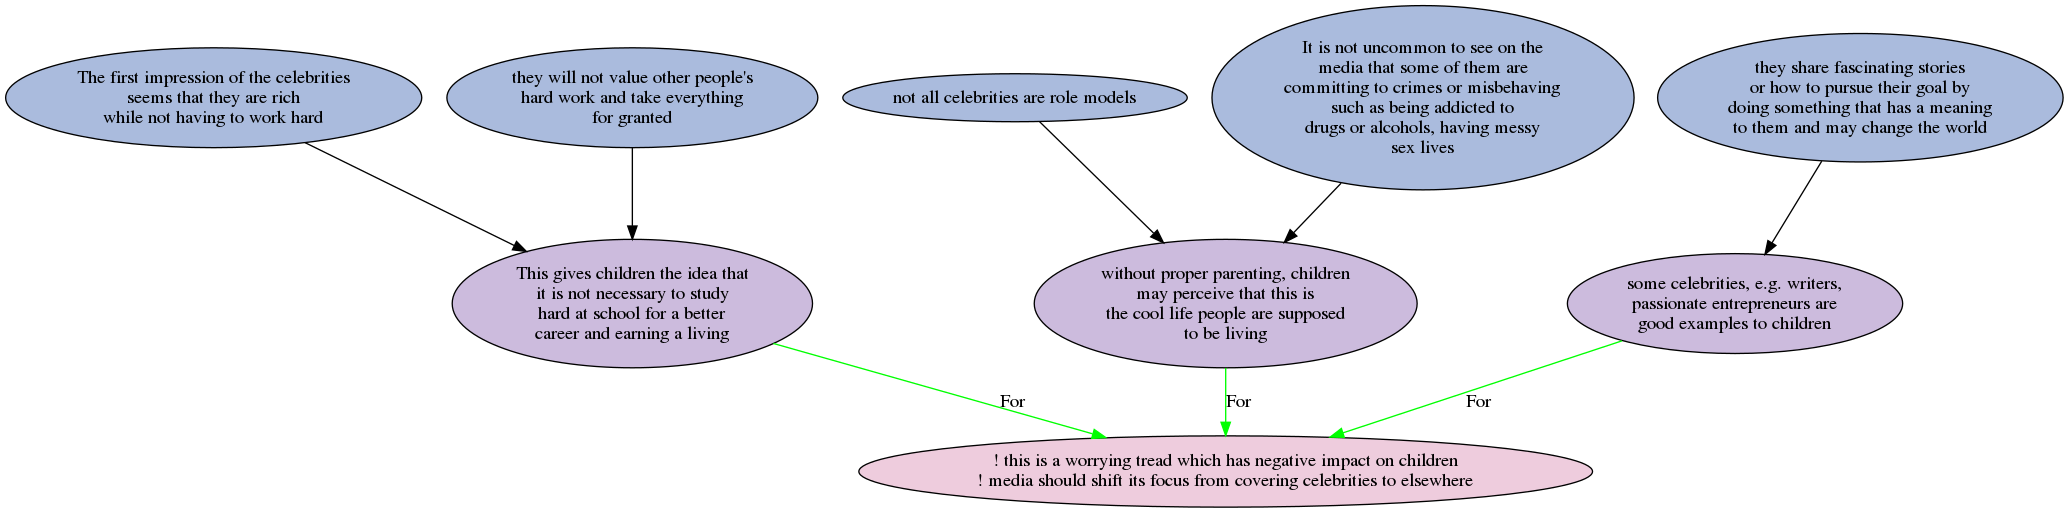 The first impression of the celebrities
seems that they are rich
while not having to work hard
they will not value other people's
hard work and take everything
for granted
not all celebrities are role models
It is not uncommon to see on the
media that some of them are
committing to crimes or misbehaving
such as being addicted to
drugs or alcohols, having messy
sex lives
they share fascinating stories
or how to pursue their goal by
doing something that has a meaning
to them and may change the world
This gives children the idea that
it is not necessary to study
hard at school for a better
career and earning a living
without proper parenting, children
may perceive that this is
the cool life people are supposed
to be living
some celebrities, e.g. writers,
passionate entrepreneurs are
good examples to children
For
For
For
! this is a worrying tread which has negative impact on children
! media should shift its focus from covering celebrities to elsewhere